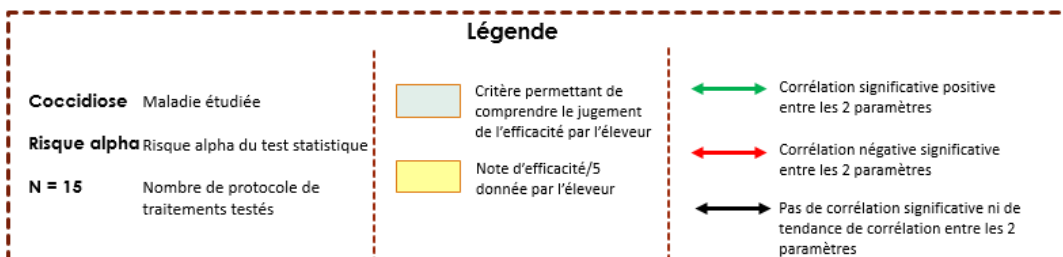 Légende
Coccidiose Maladie étudiée
Risque alpha Risque alpha du test statistique
N = 15 Nombre de protocole de
traitements testés
Critère permettant de
comprendre le jugement
de l'efficacité par l'éleveur
Note d'efficacité/5
donnée par l'éleveur
Corrélation significative positive
entre les 2 paramètres
Corrélation négative significative
entre les 2 paramètres
Pas de corrélation significative ni de
tendance de corrélation entre les 2
paramètres